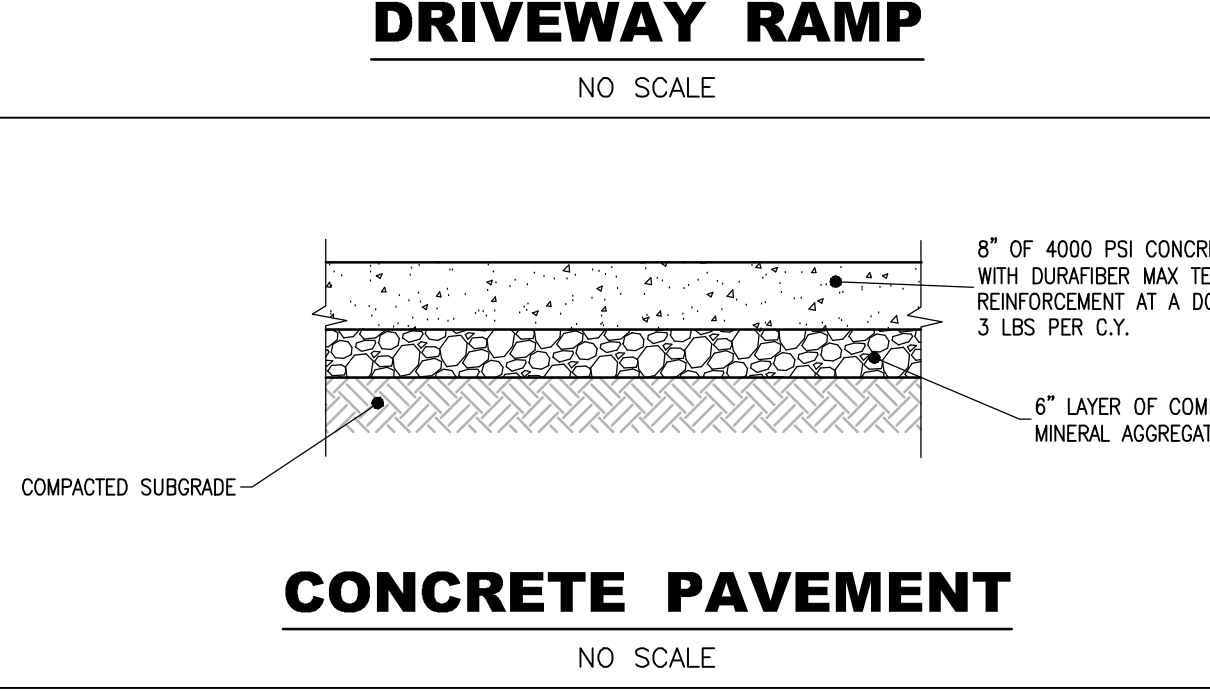 DRIVEWAY RAMP
NO SCALE
8" OF 4000 PSI
WITH DURAFIBER MAX
REINFORCEMENT AT A
3 LBS PER C.Y.
6" LAYER OF
MINERAL
COMPACTED SUBGRADE
CONCRETE PAVEMENT
NO SCALE